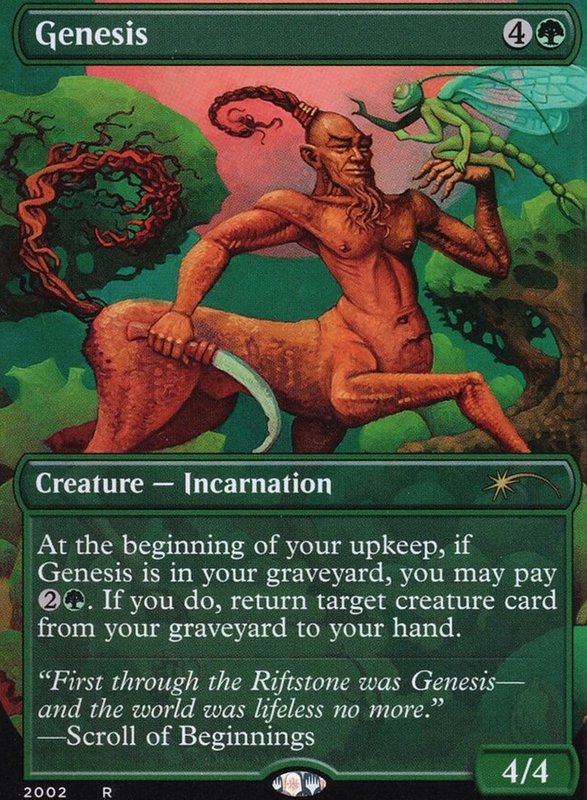 Genesis 4
Creature — Incarnation
At the beginning of your upkeep, if
Genesis is in your graveyard, you may pay
2. If you do, return target creature card
from your graveyard to your hand.
“First through the Riftstone was Genesis—
and the world was lifeless no more.”
—Scroll of Beginnings
4/4
2002 R